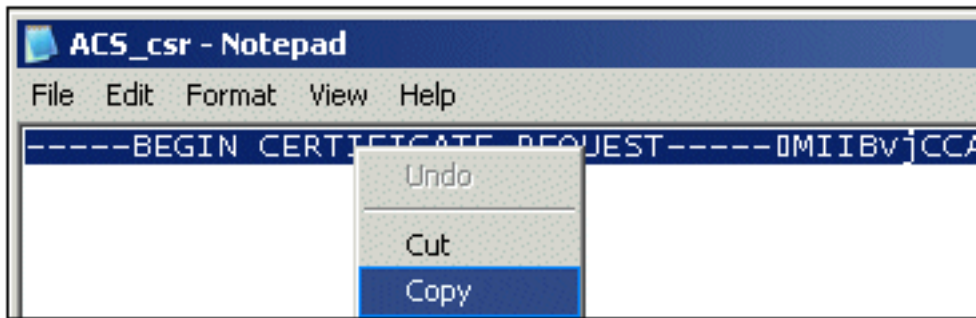 ACS_csr - Notepad
File Edit Format View Help
-----BEGIN CERTIFICATE REQUEST-----▯MIIBvjCCA
Undo
Cut
Copy